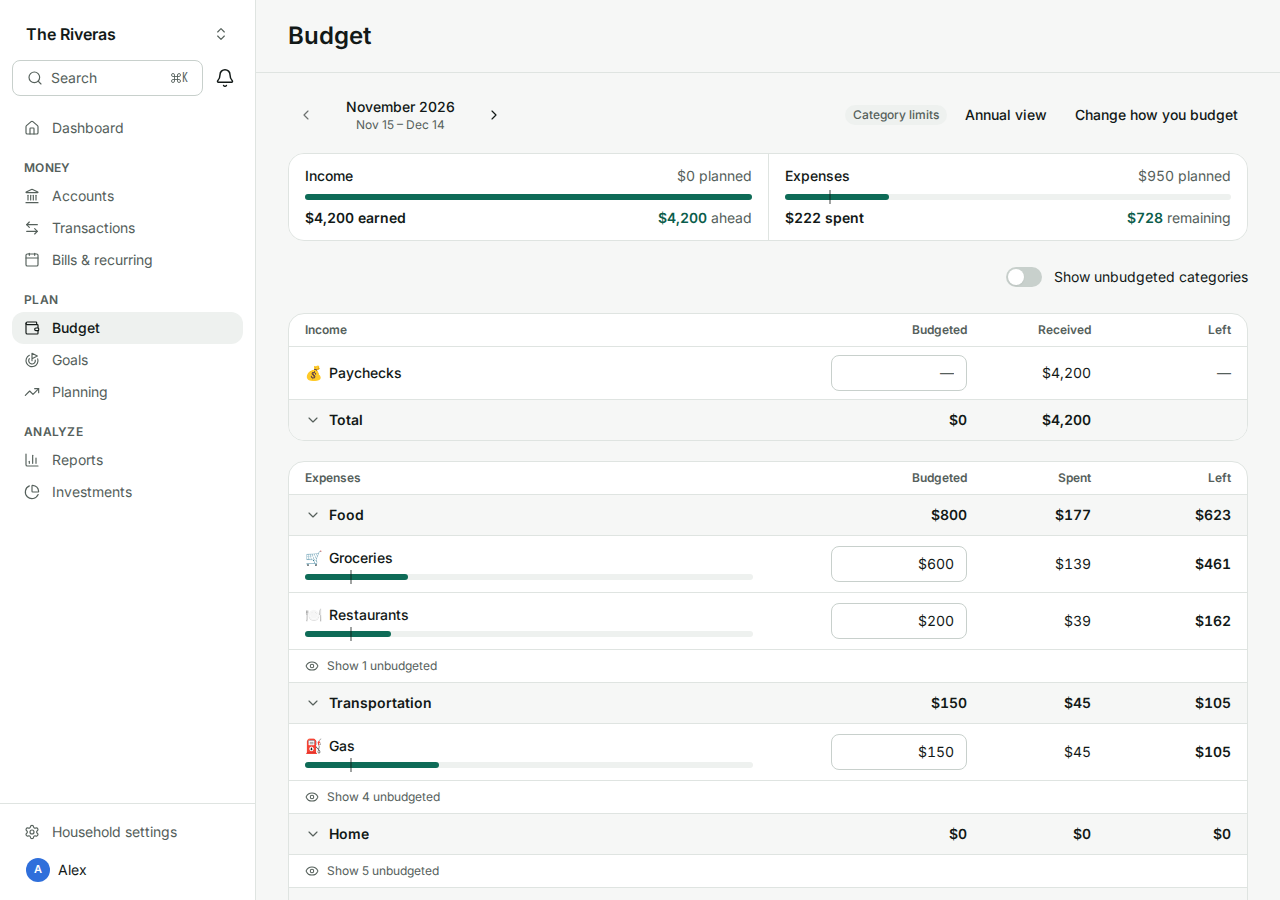 The Riveras
Search ⌘K
Dashboard
MONEY
Accounts
Transactions
Bills & recurring
PLAN
Budget
Goals
Planning
ANALYZE
Reports
Investments
Household settings
A Alex
Budget
November 2026
Nov 15 – Dec 14
Category limits Annual view Change how you budget
Income $0 planned
$4,200 earned $4,200 ahead
Expenses $950 planned
$222 spent $728 remaining
Show unbudgeted categories
Income Budgeted Received Left
Paychecks — $4,200 —
Total $0 $4,200
Expenses Budgeted Spent Left
Food $800 $177 $623
Groceries $600 $139 $461
Restaurants $200 $39 $162
Show 1 unbudgeted
Transportation $150 $45 $105
Gas $150 $45 $105
Show 4 unbudgeted
Home $0 $0 $0
Show 5 unbudgeted